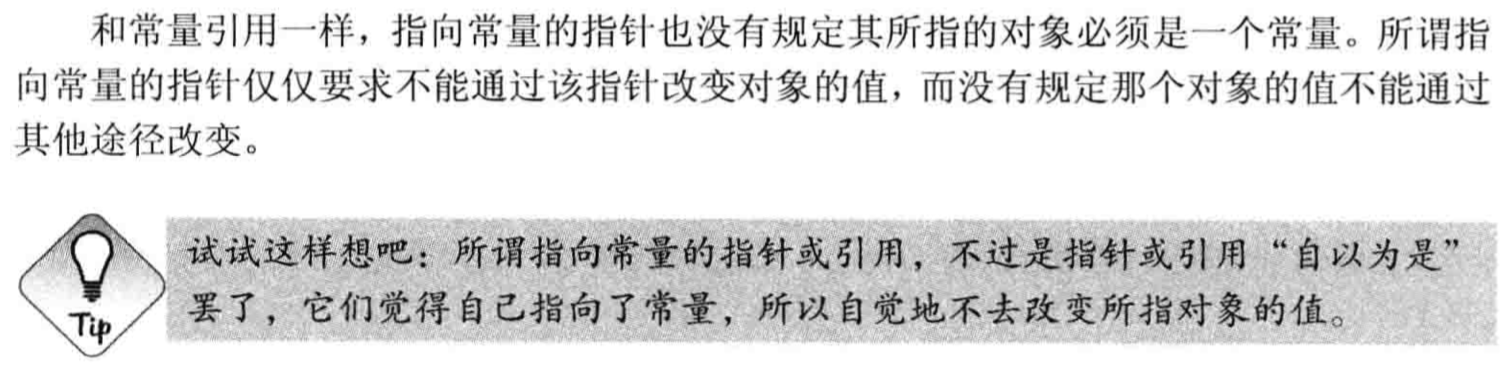 和常量引用一样，指向常量的指针也没有规定其所指的对象必须是一个常量。所谓指
向常量的指针仅仅要求不能通过该指针改变对象的值，而没有规定那个对象的值不能通过
其他途径改变。
试试这样想吧：所谓指向常量的指针或引用，不过是指针或引用“自以为是”
罢了，它们觉得自己指向了常量，所以自觉地不去改变所指对象的值。
Tip